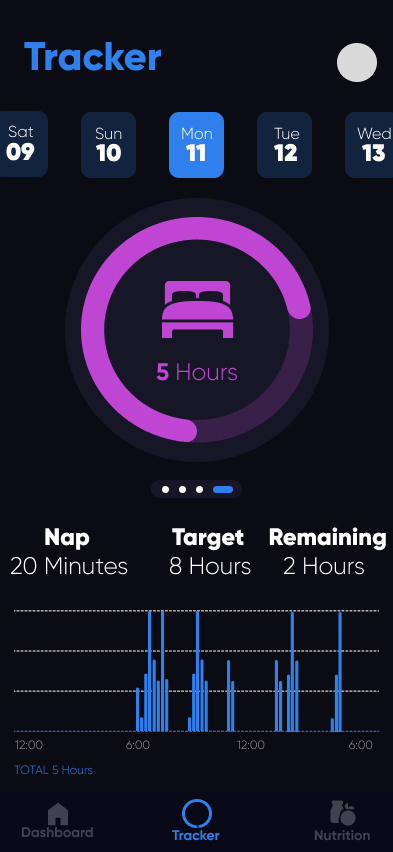 Tracker
Sat Sun Mon Tue Wed
09 10 11 12 13
5 Hours
Nap Target Remaining
20 Minutes 8 Hours 2 Hours
12:00 6:00 12:00 6:00
TOTAL 5 Hours
Dashboard Tracker Nutrition